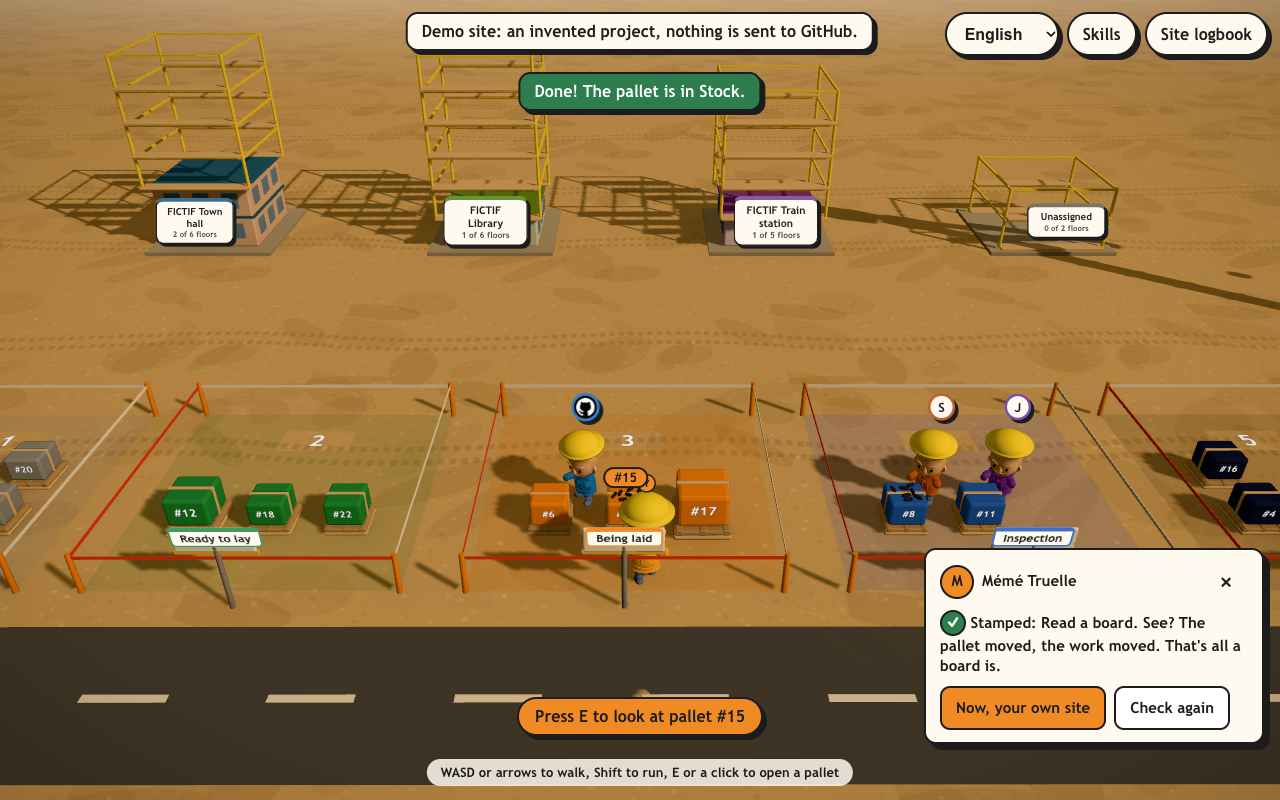 Demo site: an invented project, nothing is sent to GitHub.
English
Skills
Site logbook
Done! The pallet is in Stock.
FICTIF Town
hall
2 of 6 floors
FICTIF
Library
1 of 6 floors
FICTIF Train
station
1 of 5 floors
Unassigned
0 of 2 floors
S
J
1
2
3
5
#20
#12
#18
#22
#15
#6
#17
#8
#11
#16
#4
Ready to lay
Being laid
Inspection
M
Mémé Truelle
×
Stamped: Read a board. See? The
pallet moved, the work moved. That's all a
board is.
Now, your own site
Check again
Press E to look at pallet #15
WASD or arrows to walk, Shift to run, E or a click to open a pallet